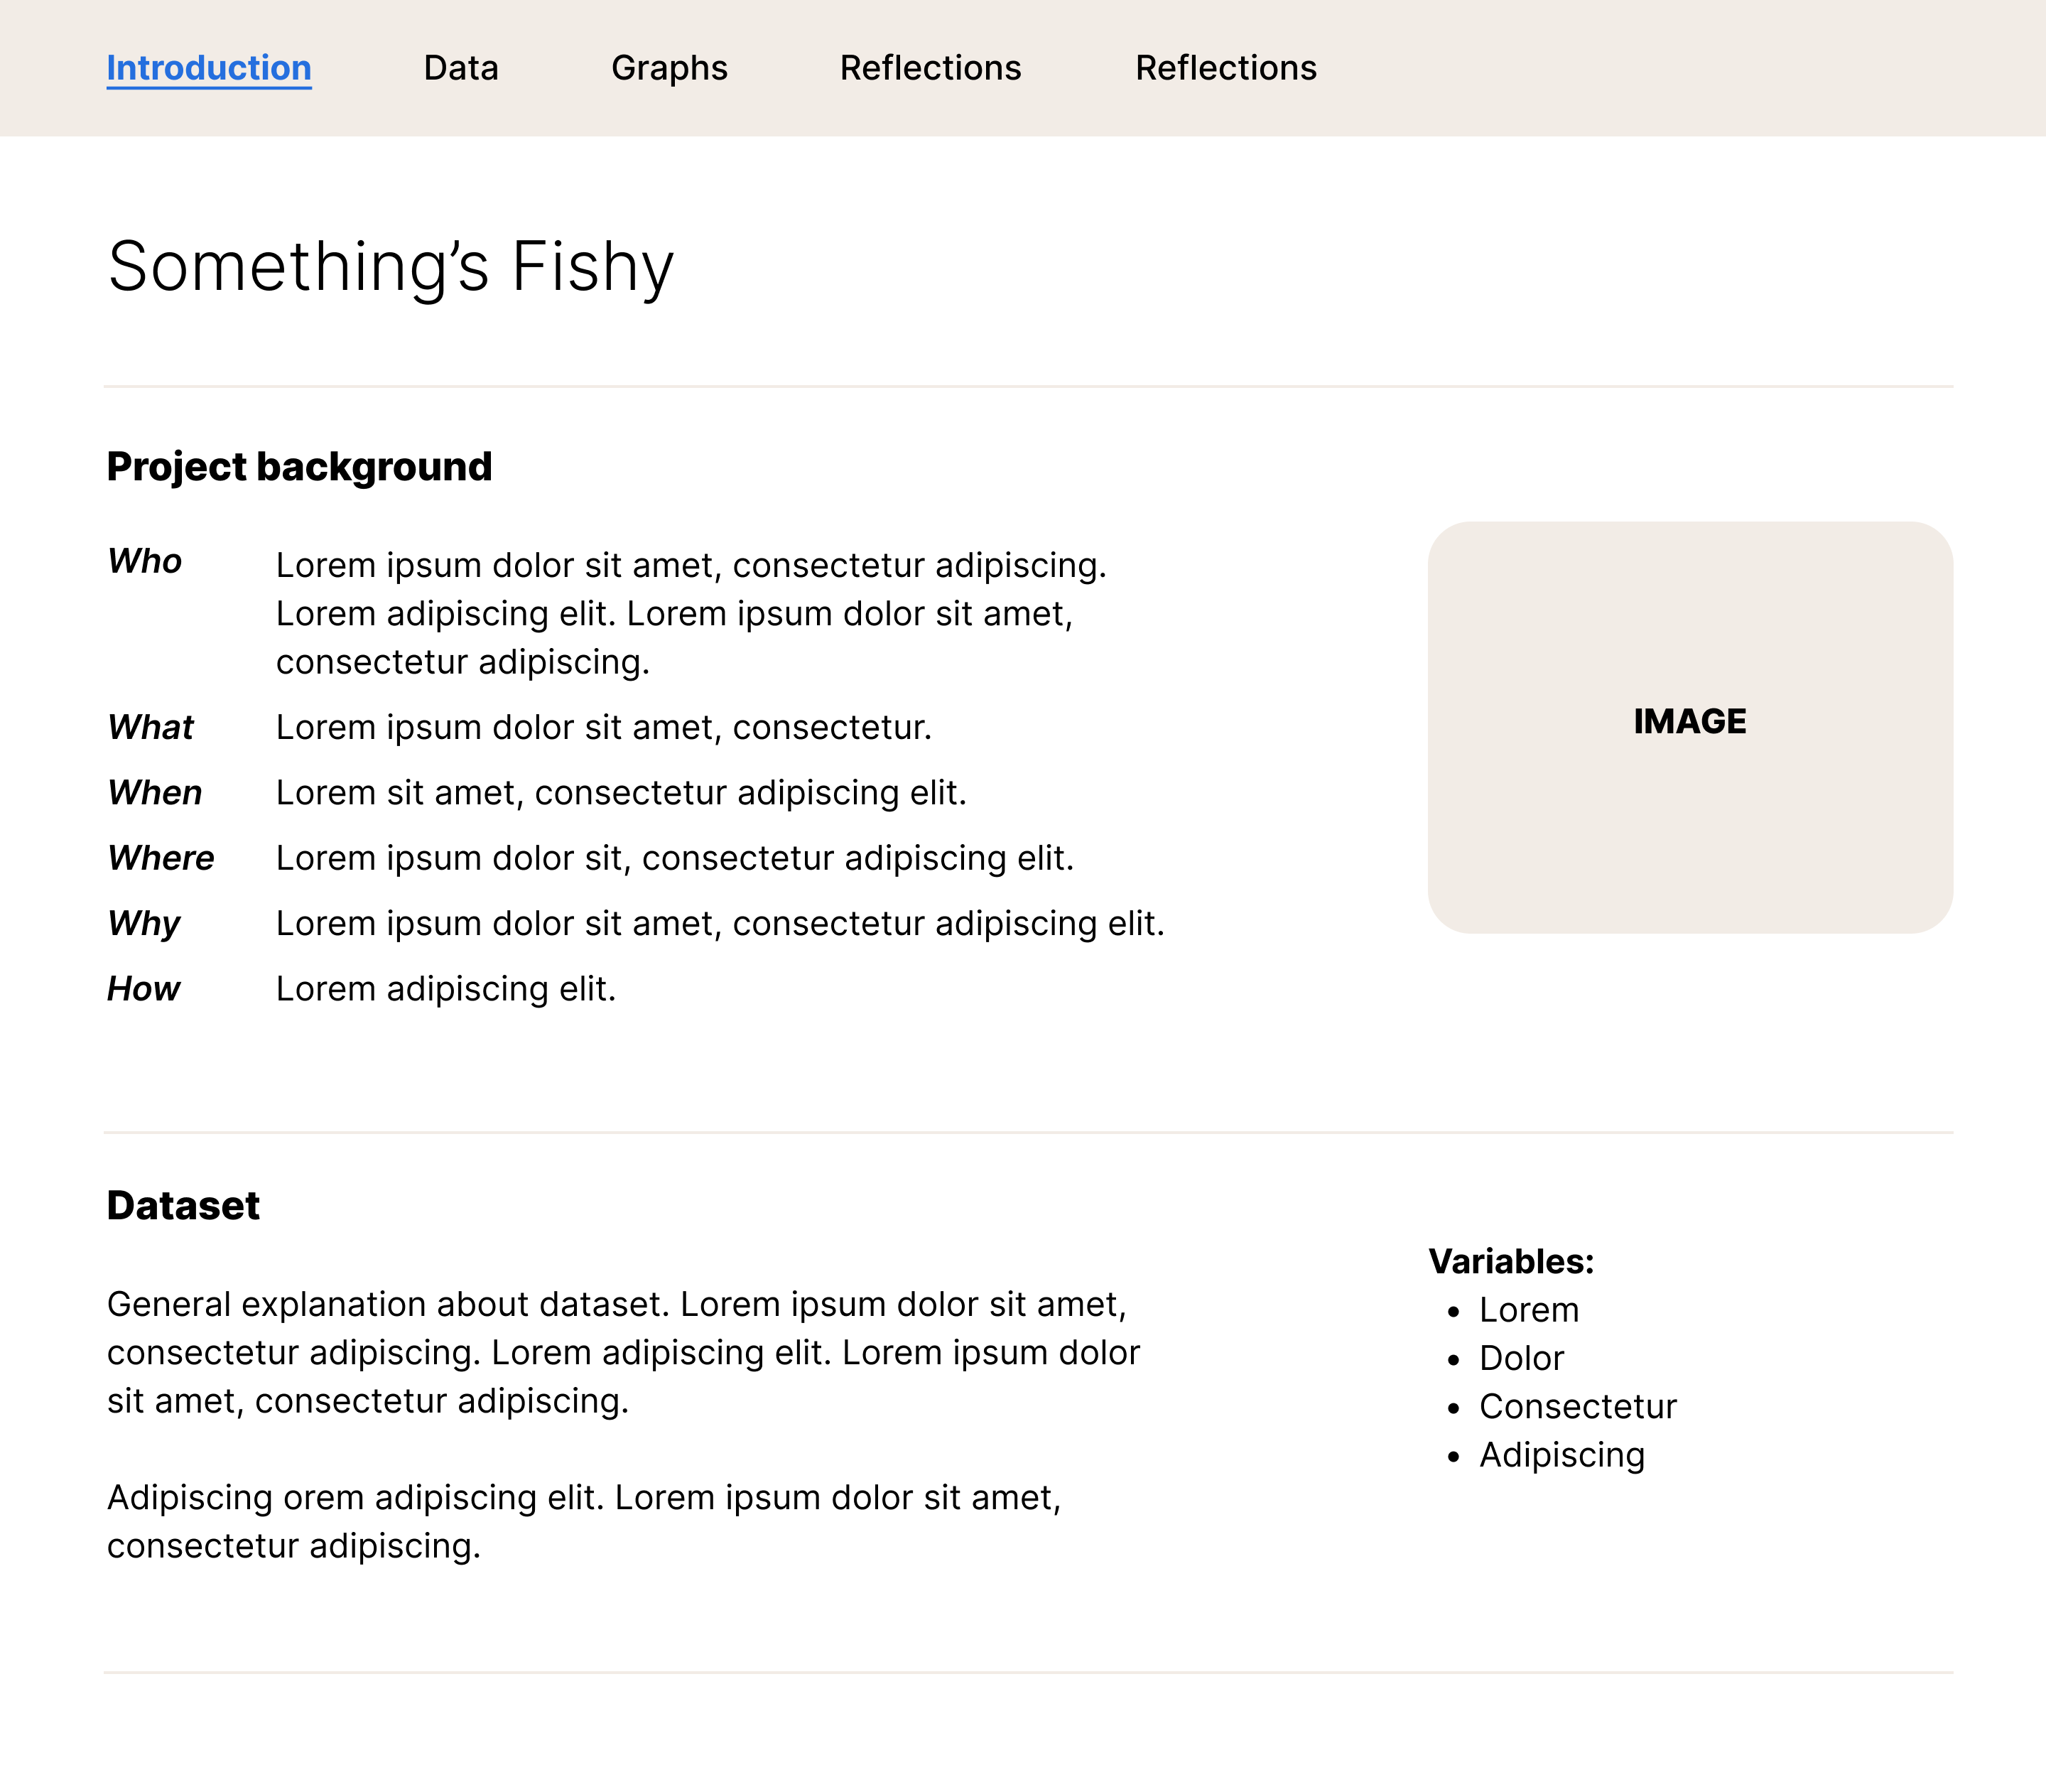 Introduction Data Graphs Reflections Reflections
Something’s Fishy
Project background
Who Lorem ipsum dolor sit amet, consectetur adipiscing.
Lorem adipiscing elit. Lorem ipsum dolor sit amet,
consectetur adipiscing.
What Lorem ipsum dolor sit amet, consectetur.
When Lorem sit amet, consectetur adipiscing elit.
Where Lorem ipsum dolor sit, consectetur adipiscing elit.
Why Lorem ipsum dolor sit amet, consectetur adipiscing elit.
How Lorem adipiscing elit.
IMAGE
Dataset
General explanation about dataset. Lorem ipsum dolor sit amet,
consectetur adipiscing. Lorem adipiscing elit. Lorem ipsum dolor
sit amet, consectetur adipiscing.
Adipiscing orem adipiscing elit. Lorem ipsum dolor sit amet,
consectetur adipiscing.
Variables:
• Lorem
• Dolor
• Consectetur
• Adipiscing